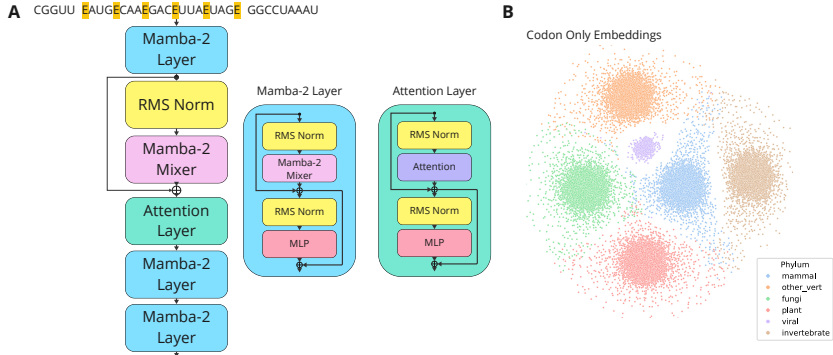 A CGGUU EAUGECAAEGACEUUAEUAGE GGCCUAAAU
Mamba-2
Layer
RMS Norm
Mamba-2
Mixer
Attention
Layer
Mamba-2
Layer
Mamba-2
Layer
Mamba-2 Layer
RMS Norm
Mamba-2
Mixer
RMS Norm
MLP
Attention Layer
RMS Norm
Attention
RMS Norm
MLP
B
Codon Only Embeddings
Phylum
mammal
other_vert
fungi
plant
viral
invertebrate